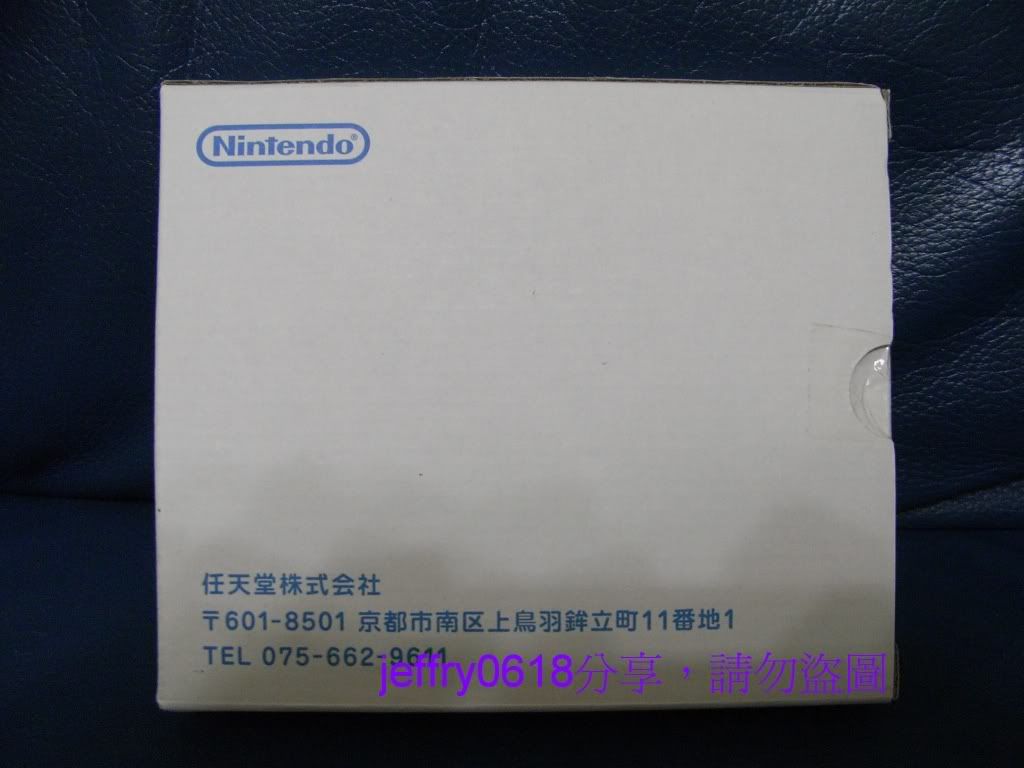 Nintendo®
任天堂株式会社
〒601-8501 京都市南区上鳥羽鉾立町11番地1
TEL 075-662-9611
jeffry0618分享，請勿盜圖